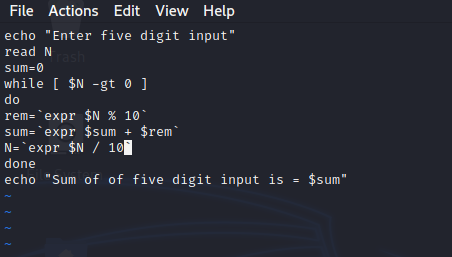 File Actions Edit View Help
echo "Enter five digit input"
read N
sum=0
while [ $N -gt 0 ]
do
rem=`expr $N % 10`
sum=`expr $sum + $rem`
N=`expr $N / 10`
done
echo "Sum of of five digit input is = $sum"
~
~
~
~
Trash